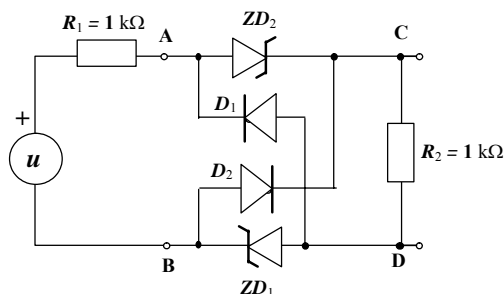 R₁ = 1 kΩ
A
ZD₂
C
+
D₁
u
R₂ = 1 kΩ
D₂
B
D
ZD₁